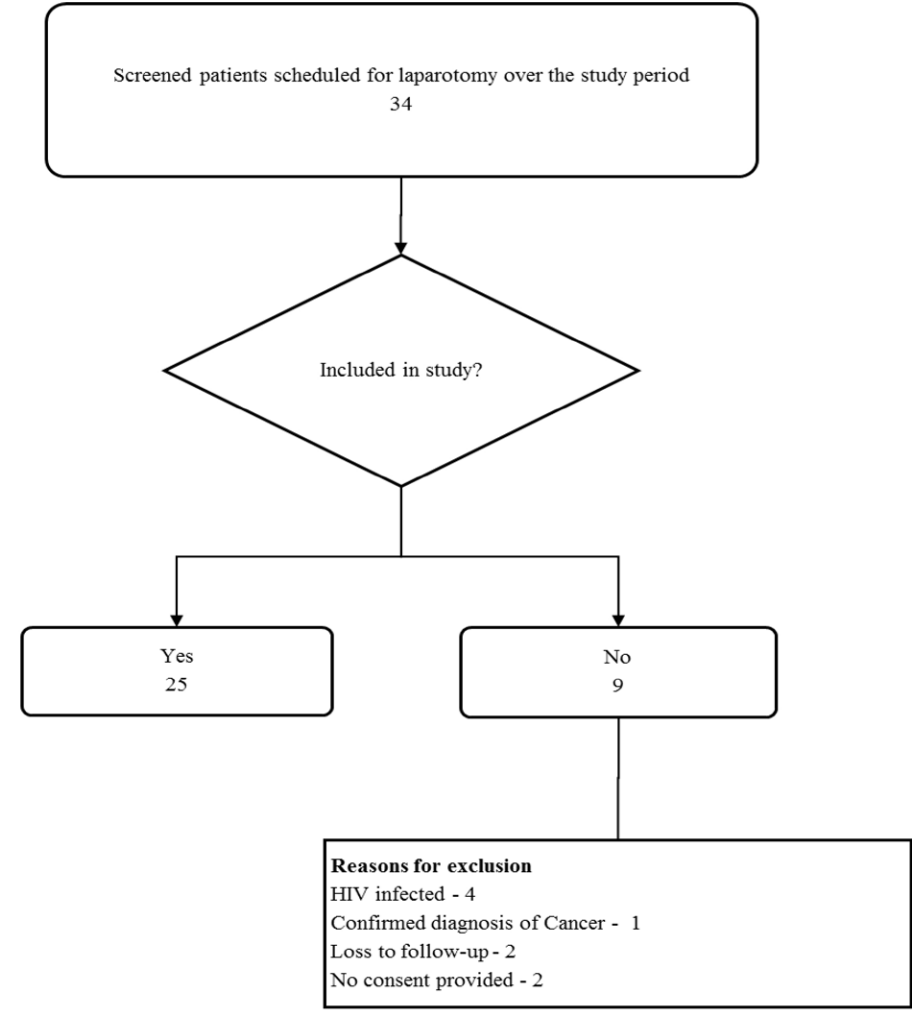 Screened patients scheduled for laparotomy over the study period
34
Included in study?
Yes
25
No
9
Reasons for exclusion
HIV infected - 4
Confirmed diagnosis of Cancer - 1
Loss to follow-up - 2
No consent provided - 2